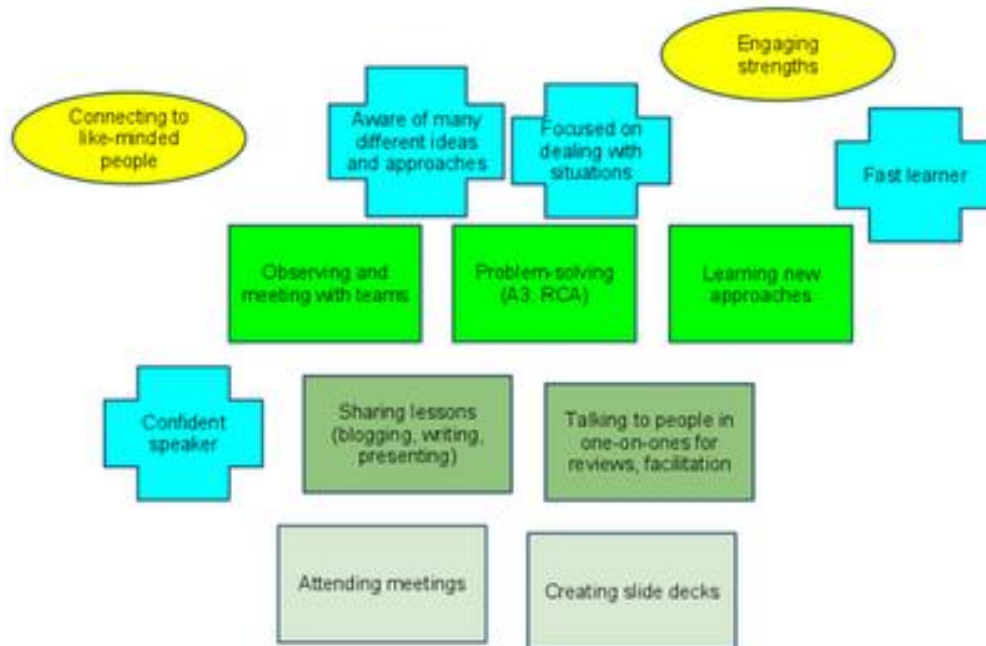 Engaging
strengths
Connecting to
like-minded
people
Aware of many
different ideas
and approaches
Focused on
dealing with
situations
Fast learner
Observing and
meeting with teams
Problem-solving
(A3, RCA)
Learning new
approaches
Confident
speaker
Sharing lessons
(blogging, writing,
presenting)
Talking to people in
one-on-ones for
reviews, facilitation
Attending meetings
Creating slide decks